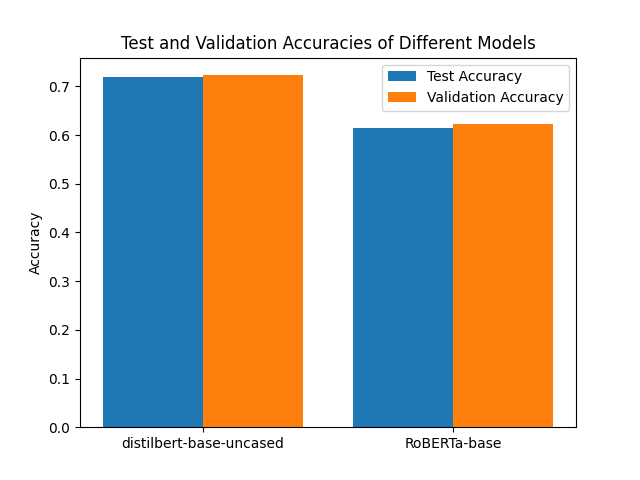 Test and Validation Accuracies of Different Models
Test Accuracy
Validation Accuracy
Accuracy
0.7
0.6
0.5
0.4
0.3
0.2
0.1
0.0
distilbert-base-uncased
RoBERTa-base